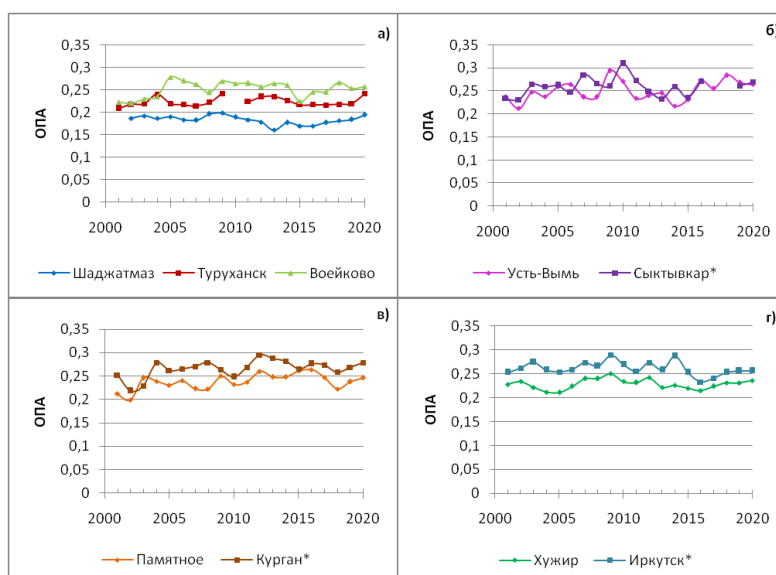 а)
0,35
0,3
0,25
0,2
0,15
0,1
0,05
0
ОПА
2000 2005 2010 2015 2020
Шаджатмаз Туруханск Воейково
б)
0,35
0,3
0,25
0,2
0,15
0,1
0,05
0
ОПА
2000 2005 2010 2015 2020
Усть-Вымь Сыктывкар*
в)
0,35
0,3
0,25
0,2
0,15
0,1
0,05
0
ОПА
2000 2005 2010 2015 2020
Памятное Курган*
г)
0,35
0,3
0,25
0,2
0,15
0,1
0,05
0
ОПА
2000 2005 2010 2015 2020
Хужир Иркутск*